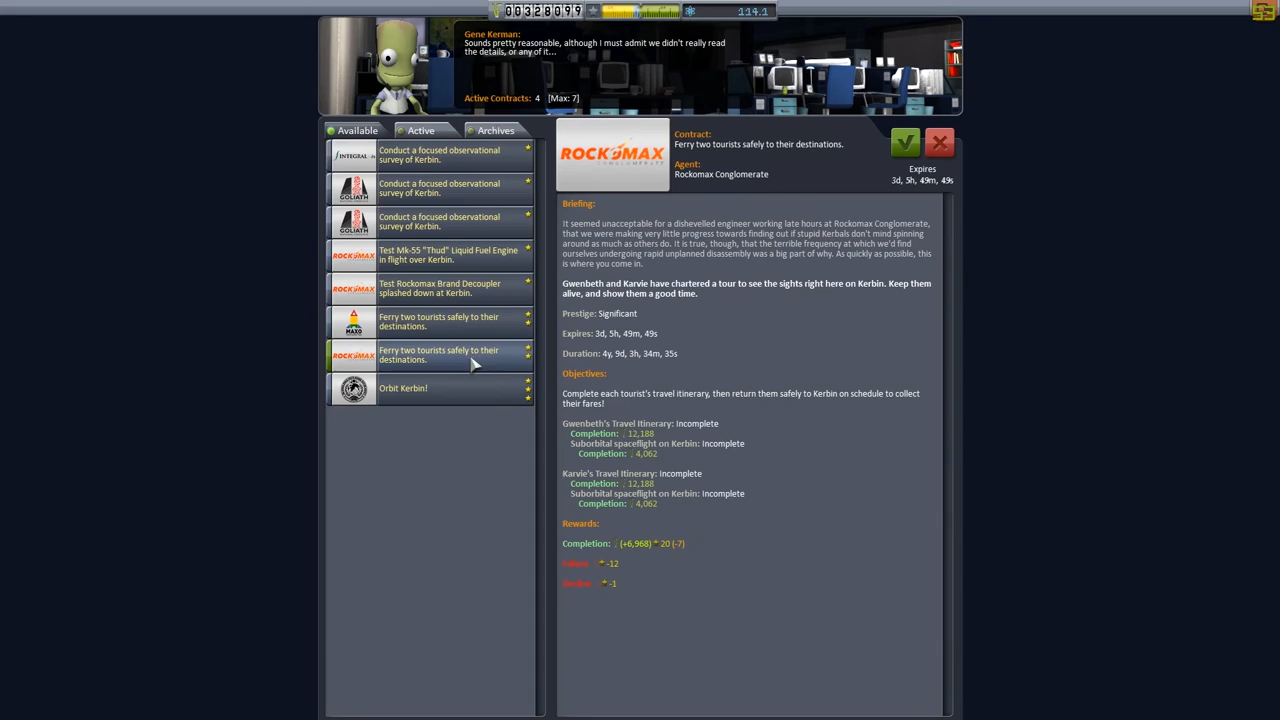 00328099
114.1
Gene Kerman:
Sounds pretty reasonable, although I must admit we didn't really read
the details, or any of it...
Active Contracts: 4 [Max: 7]
Available
Active
Archives
INTEGRAL
Conduct a focused observational
survey of Kerbin.
GOLIATH
Conduct a focused observational
survey of Kerbin.
GOLIATH
Conduct a focused observational
survey of Kerbin.
ROCKOMAX
Test Mk-55 "Thud" Liquid Fuel Engine
in flight over Kerbin.
ROCKOMAX
Test Rockomax Brand Decoupler
splashed down at Kerbin.
MAXO
Ferry two tourists safely to their
destinations.
ROCKOMAX
Ferry two tourists safely to their
destinations.
Orbit Kerbin!
ROCKOMAX
CONGLOMERATE
Contract:
Ferry two tourists safely to their destinations.
Agent:
Rockomax Conglomerate
Expires
3d, 5h, 49m, 49s
Briefing:
It seemed unacceptable for a dishevelled engineer working late hours at Rockomax Conglomerate,
that we were making very little progress towards finding out if stupid Kerbals don't mind spinning
around as much as others do. It is true, though, that the terrible frequency at which we'd find
ourselves undergoing rapid unplanned disassembly was a big part of why. As quickly as possible, this
is where you come in.
Gwenbeth and Karvie have chartered a tour to see the sights right here on Kerbin. Keep them
alive, and show them a good time.
Prestige: Significant
Expires: 3d, 5h, 49m, 49s
Duration: 4y, 9d, 3h, 34m, 35s
Objectives:
Complete each tourist's travel itinerary, then return them safely to Kerbin on schedule to collect
their fares!
Gwenbeth's Travel Itinerary: Incomplete
Completion: 12,188
Suborbital spaceflight on Kerbin: Incomplete
Completion: 4,062
Karvie's Travel Itinerary: Incomplete
Completion: 12,188
Suborbital spaceflight on Kerbin: Incomplete
Completion: 4,062
Rewards:
Completion: (+6,968) 20 (-7)
Failure: -12
Decline: -1